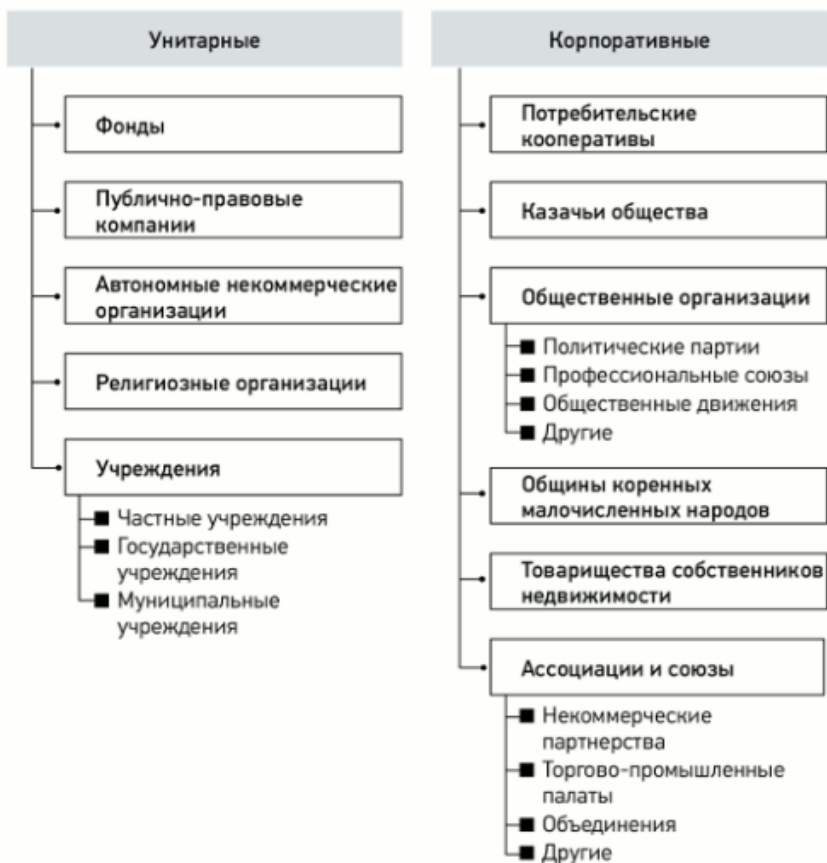 Унитарные
Фонды
Публично-правовые
компании
Автономные некоммерческие
организации
Религиозные организации
Учреждения
Частные учреждения
Государственные
учреждения
Муниципальные
учреждения
Корпоративные
Потребительские
кооперативы
Казачьи общества
Общественные организации
Политические партии
Профессиональные союзы
Общественные движения
Другие
Общины коренных
малочисленных народов
Товарищества собственников
недвижимости
Ассоциации и союзы
Некоммерческие
партнерства
Торгово-промышленные
палаты
Объединения
Другие